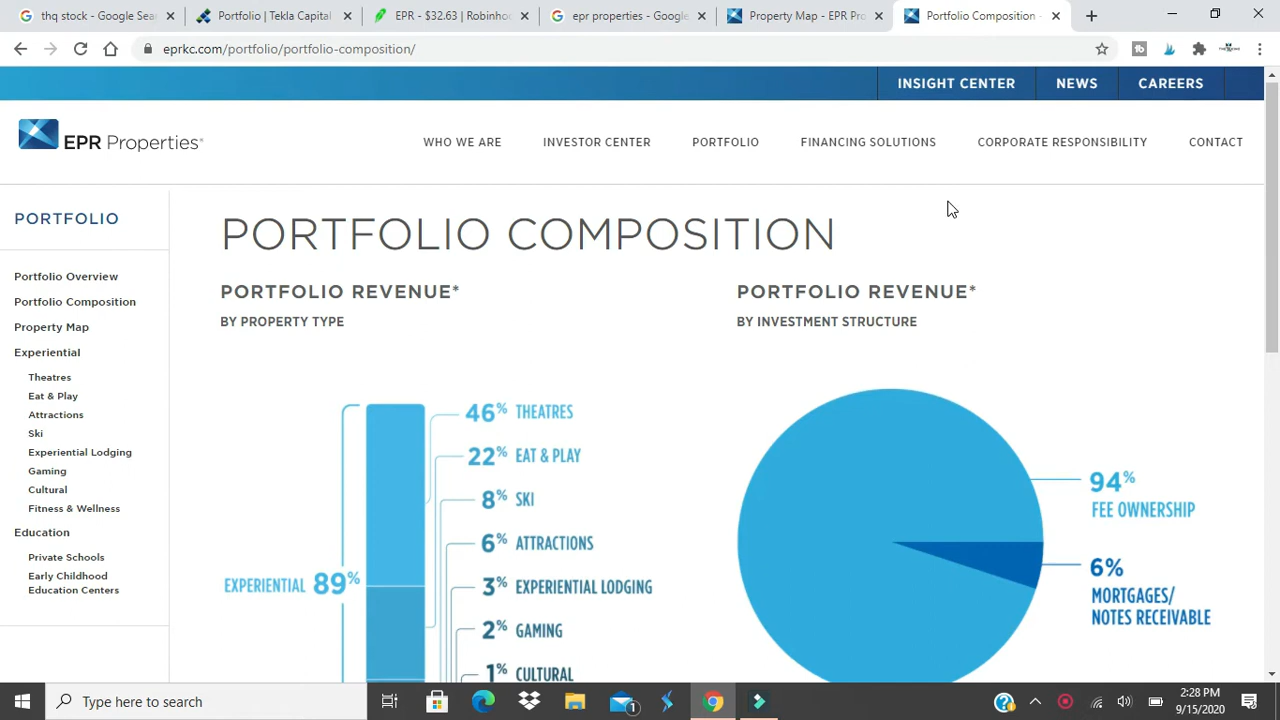 thq stock - Google Sear
Portfolio | Tekla Capital
EPR - $32.63 | Robinhoo
epr properties - Google
Property Map - EPR Pro
Portfolio Composition -
eprkc.com/portfolio/portfolio-composition/
INSIGHT CENTER
NEWS
CAREERS
EPR Properties
WHO WE ARE
INVESTOR CENTER
PORTFOLIO
FINANCING SOLUTIONS
CORPORATE RESPONSIBILITY
CONTACT
PORTFOLIO
Portfolio Overview
Portfolio Composition
Property Map
Experiential
Theatres
Eat & Play
Attractions
Ski
Experiential Lodging
Gaming
Cultural
Fitness & Wellness
Education
Private Schools
Early Childhood
Education Centers
PORTFOLIO COMPOSITION
PORTFOLIO REVENUE*
BY PROPERTY TYPE
EXPERIENTIAL 89%
46% THEATRES
22% EAT & PLAY
8% SKI
6% ATTRACTIONS
3% EXPERIENTIAL LODGING
2% GAMING
1% CULTURAL
PORTFOLIO REVENUE*
BY INVESTMENT STRUCTURE
94%
FEE OWNERSHIP
6%
MORTGAGES/
NOTES RECEIVABLE
Type here to search
1
2:28 PM
9/15/2020